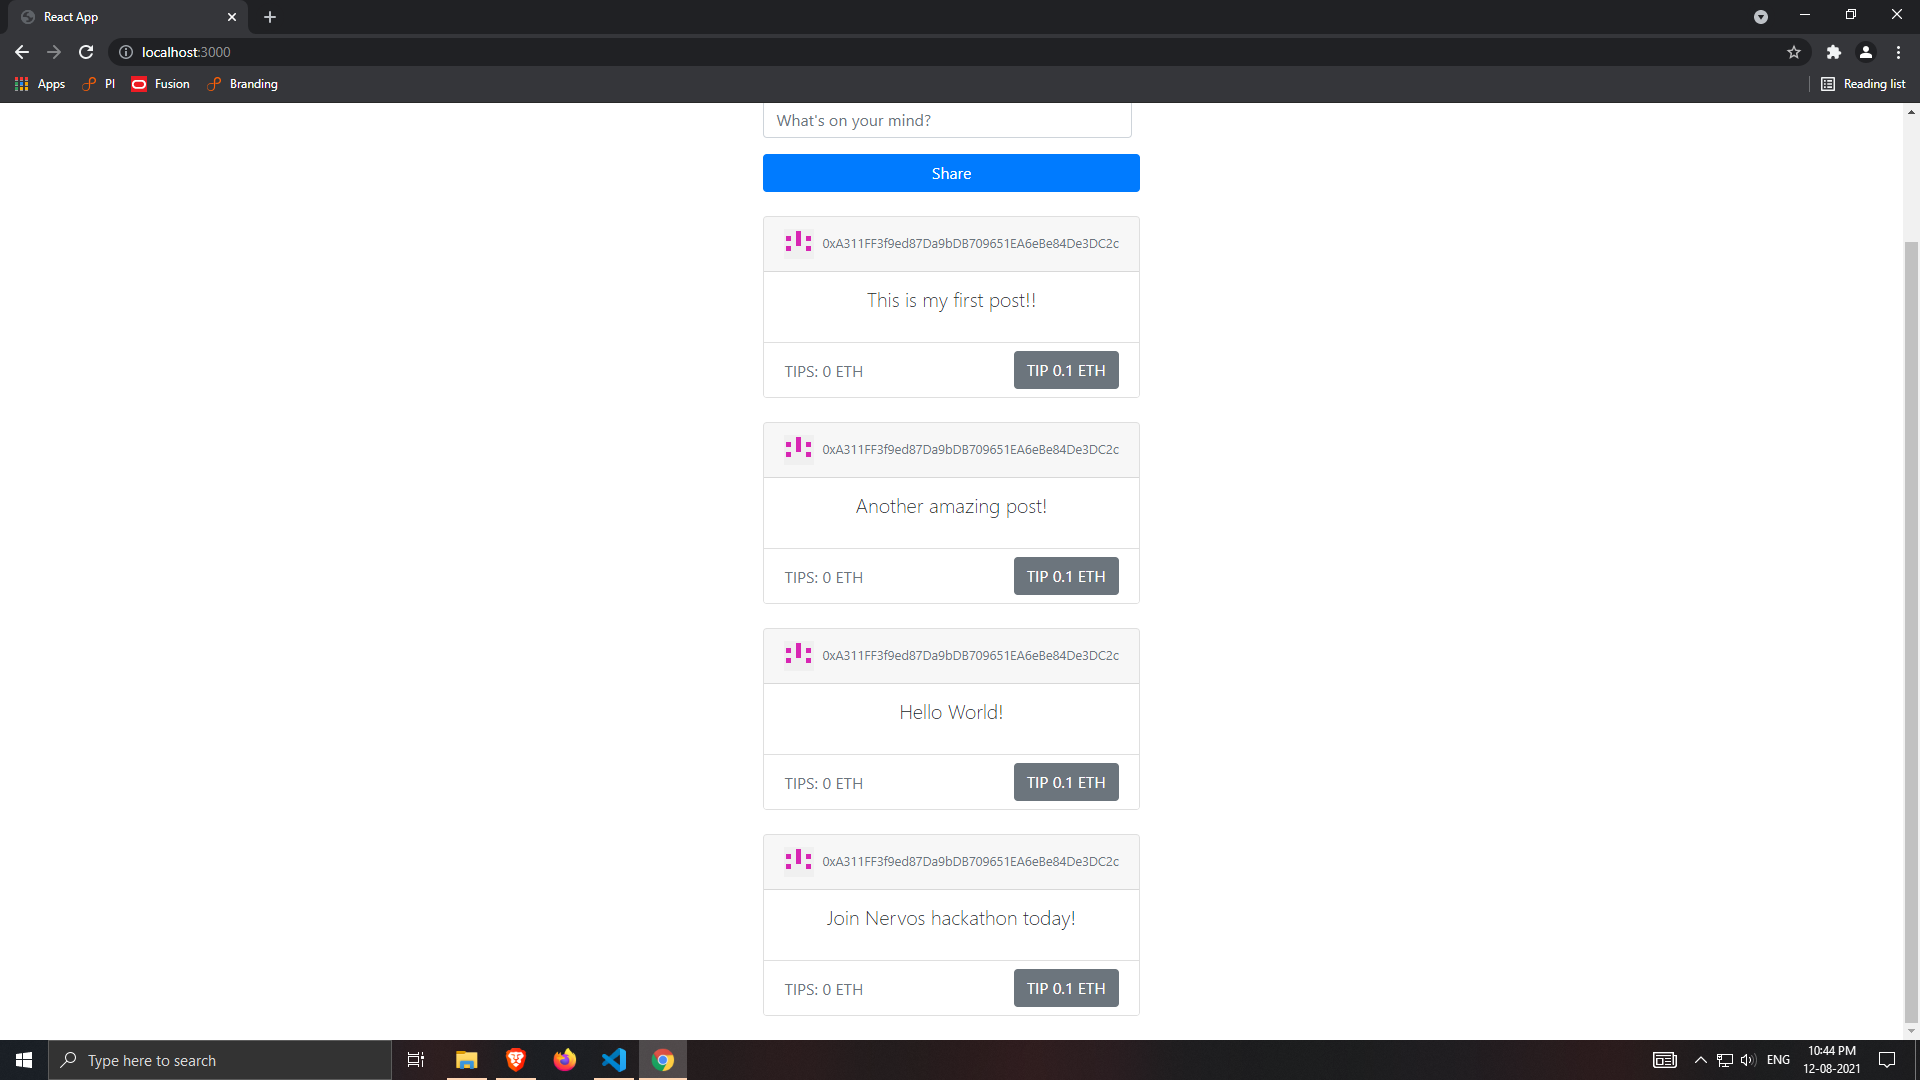 React App
localhost:3000
Apps
PI
Fusion
Branding
Reading list
What's on your mind?
Share
0xA311FF3f9ed87Da9bDB709651EA6eBe84De3DC2c
This is my first post!!
TIPS: 0 ETH
TIP 0.1 ETH
0xA311FF3f9ed87Da9bDB709651EA6eBe84De3DC2c
Another amazing post!
TIPS: 0 ETH
TIP 0.1 ETH
0xA311FF3f9ed87Da9bDB709651EA6eBe84De3DC2c
Hello World!
TIPS: 0 ETH
TIP 0.1 ETH
0xA311FF3f9ed87Da9bDB709651EA6eBe84De3DC2c
Join Nervos hackathon today!
TIPS: 0 ETH
TIP 0.1 ETH
Type here to search
ENG
10:44 PM
12-08-2021